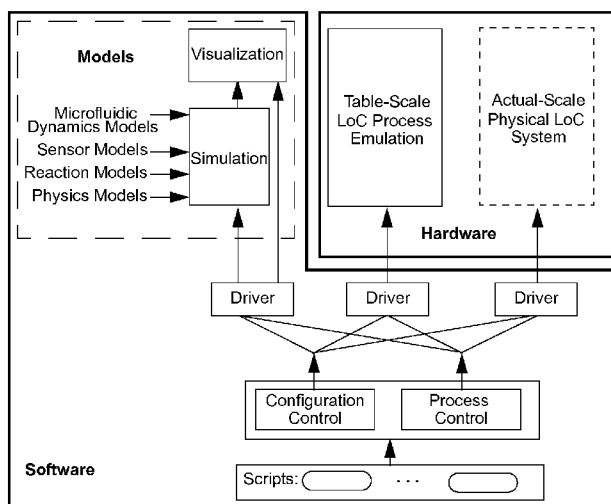 Models
Visualization
Microfluidic
Dynamics Models
Sensor Models
Reaction Models
Physics Models
Simulation
Table-Scale
LoC Process
Emulation
Actual-Scale
Physical LoC
System
Hardware
Driver
Driver
Driver
Configuration
Control
Process
Control
Software
Scripts:
...